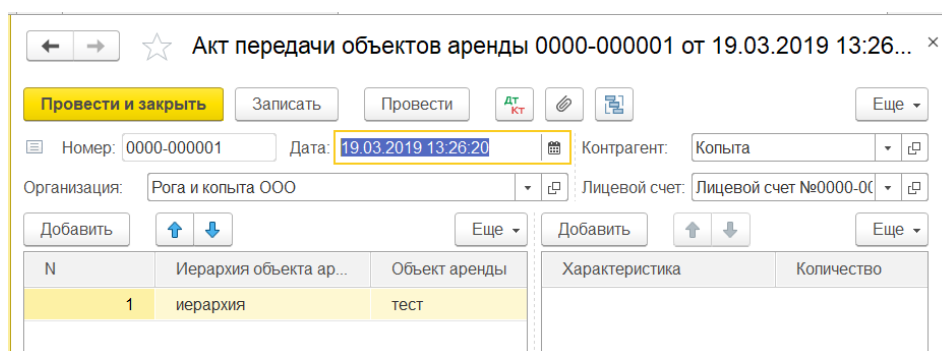 Акт передачи объектов аренды 0000-000001 от 19.03.2019 13:26...
Провести и закрыть Записать Провести Дт Кт Еще
Номер: 0000-000001 Дата: 19.03.2019 13:26:20 Контрагент: Копыта
Организация: Рога и копыта ООО Лицевой счет: Лицевой счет №0000-00
Добавить Еще Добавить Еще
N Иерархия объекта ар... Объект аренды Характеристика Количество
1 иерархия тест